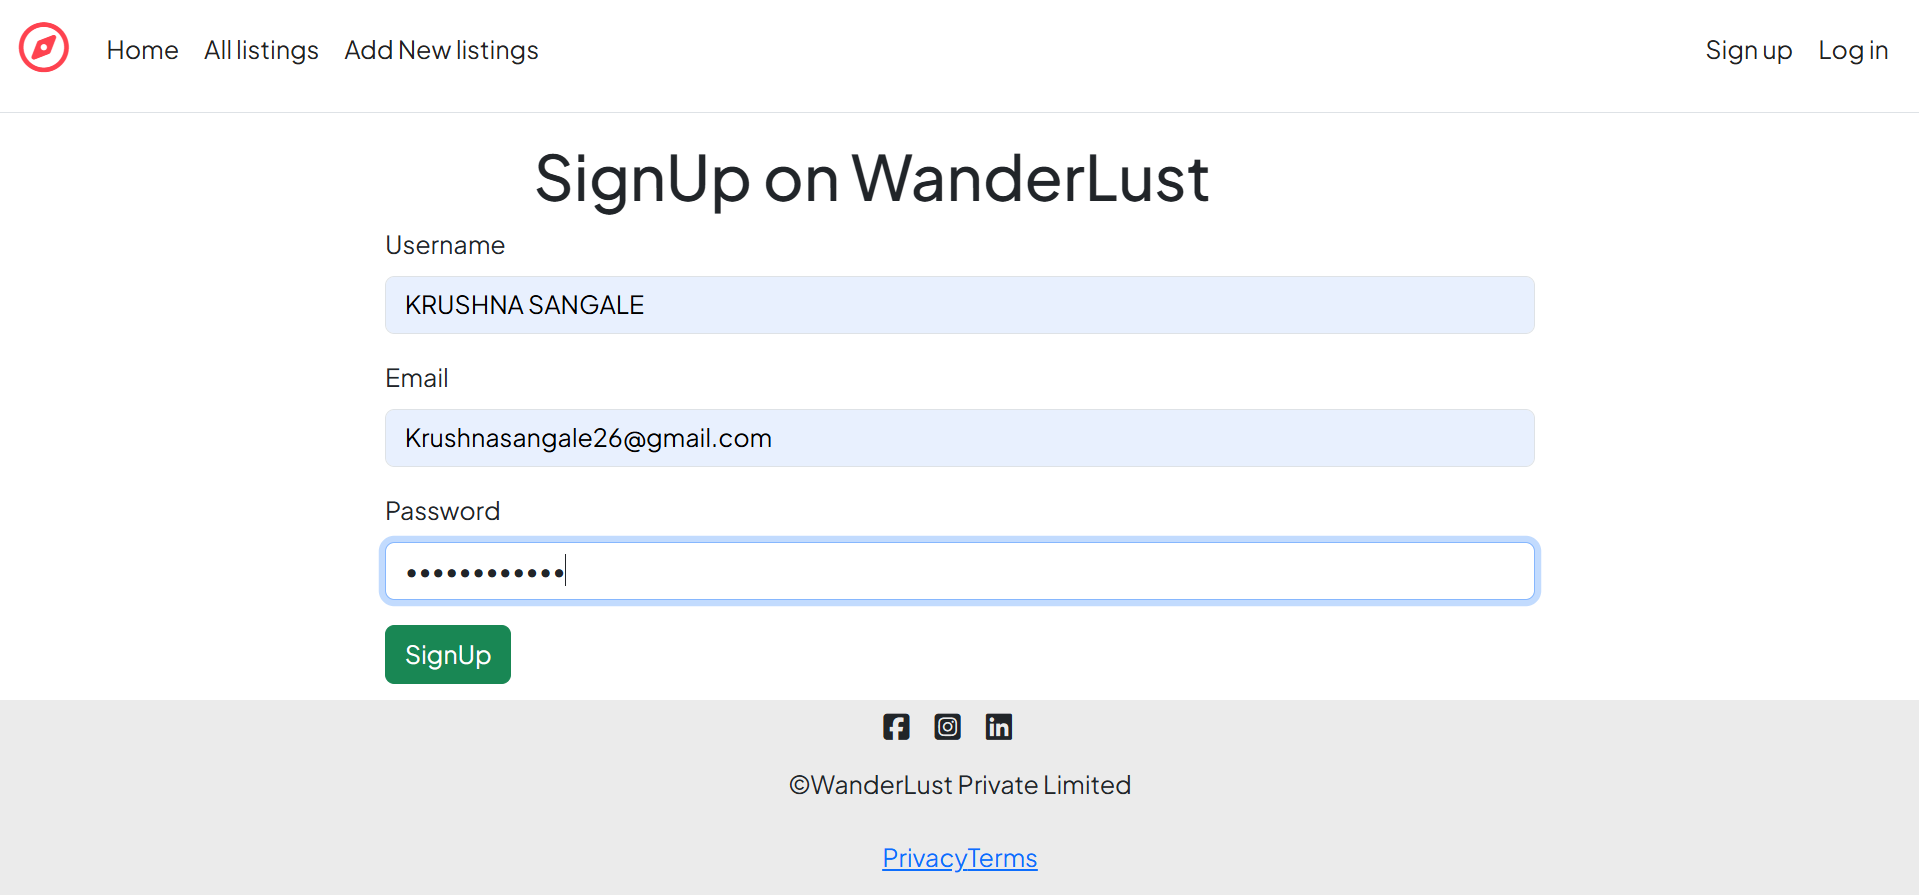 Home All listings Add New listings Sign up Log in
SignUp on WanderLust
Username
KRUSHNA SANGALE
Email
Krushnasangale26@gmail.com
Password
••••••••••••
SignUp
©WanderLust Private Limited
PrivacyTerms